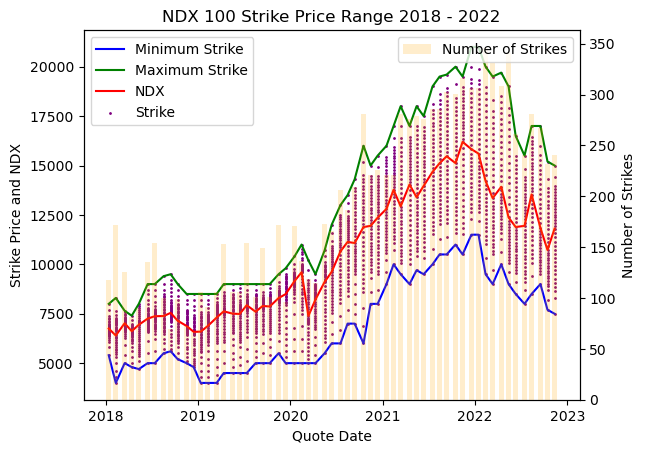 NDX 100 Strike Price Range 2018 - 2022
Minimum Strike
Maximum Strike
NDX
Strike
Number of Strikes
20000
17500
15000
12500
10000
7500
5000
Strike Price and NDX
350
300
250
200
150
100
50
0
Number of Strikes
2018 2019 2020 2021 2022 2023
Quote Date